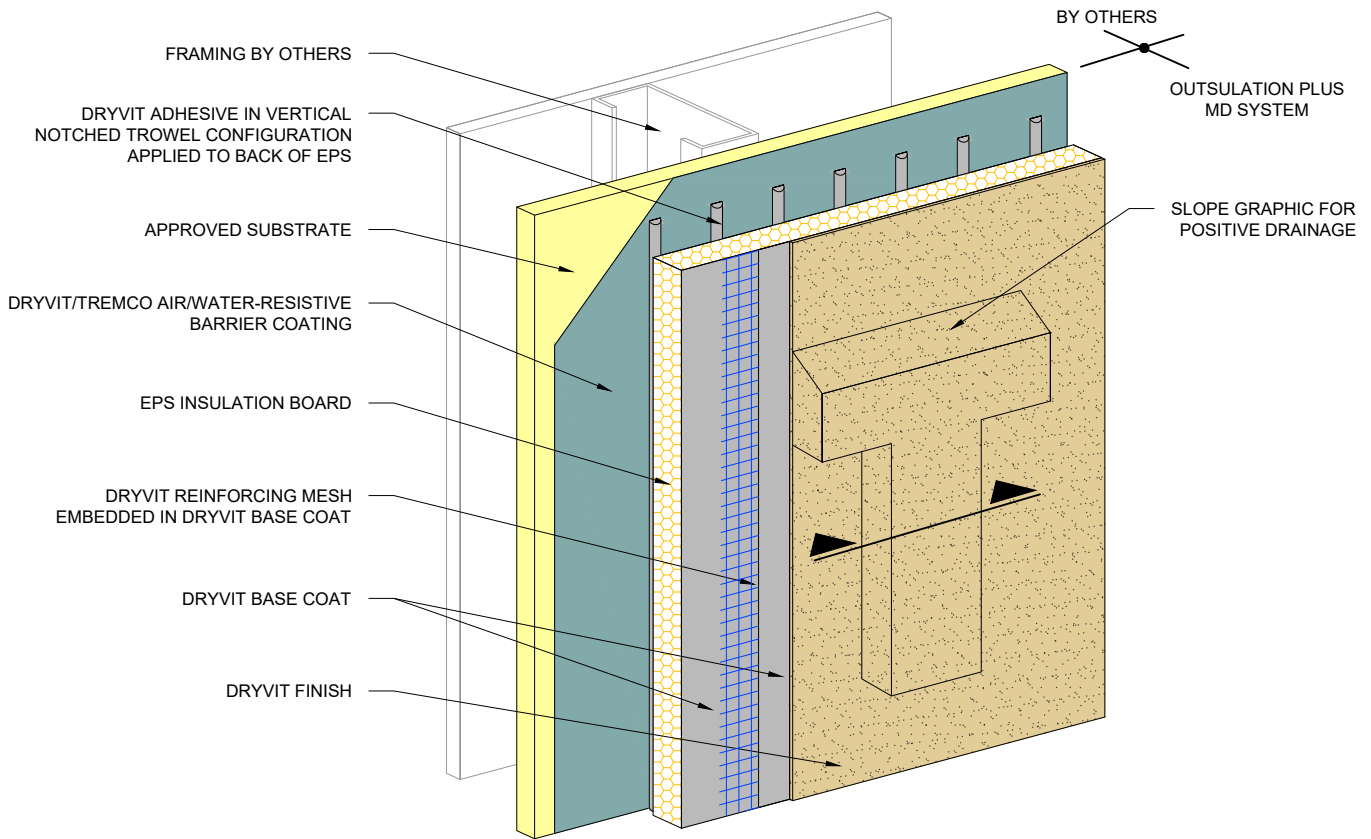 FRAMING BY OTHERS
DRYVIT ADHESIVE IN VERTICAL
NOTCHED TROWEL CONFIGURATION
APPLIED TO BACK OF EPS
APPROVED SUBSTRATE
DRYVIT/TREMCO AIR/WATER-RESISTIVE
BARRIER COATING
EPS INSULATION BOARD
DRYVIT REINFORCING MESH
EMBEDDED IN DRYVIT BASE COAT
DRYVIT BASE COAT
DRYVIT FINISH
BY OTHERS
OUTSULATION PLUS
MD SYSTEM
SLOPE GRAPHIC FOR
POSITIVE DRAINAGE